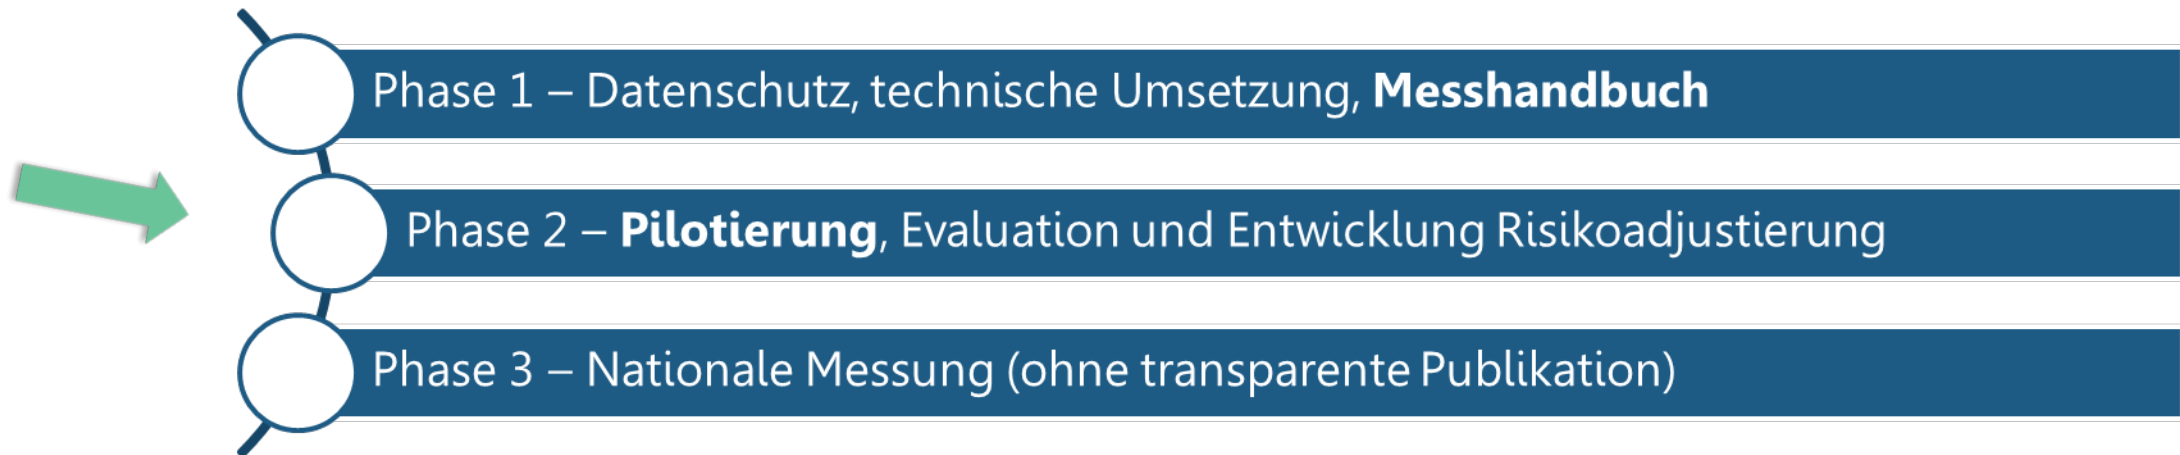 Phase 1 – Datenschutz, technische Umsetzung, Messhandbuch
Phase 2 – Pilotierung, Evaluation und Entwicklung Risikoadjustierung
Phase 3 – Nationale Messung (ohne transparente Publikation)